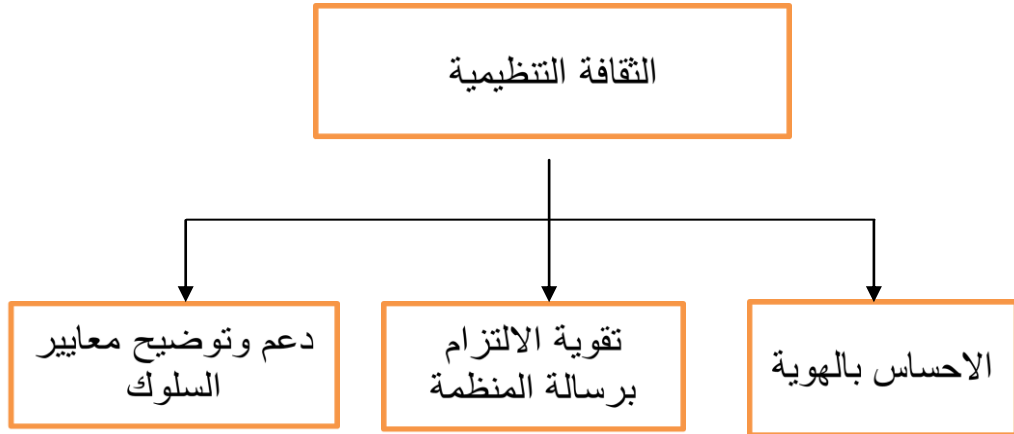 الثقافة التنظيمية
الاحساس بالهوية
تقوية الالتزام
برسالة المنظمة
دعم وتوضيح معايير
السلوك